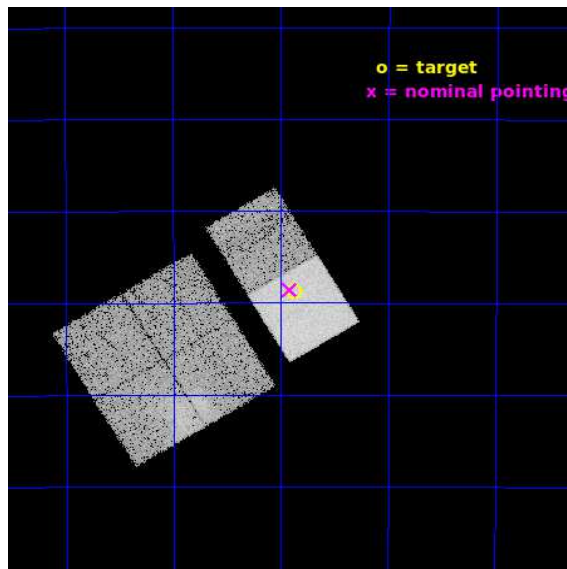 o = target
x = nominal pointing